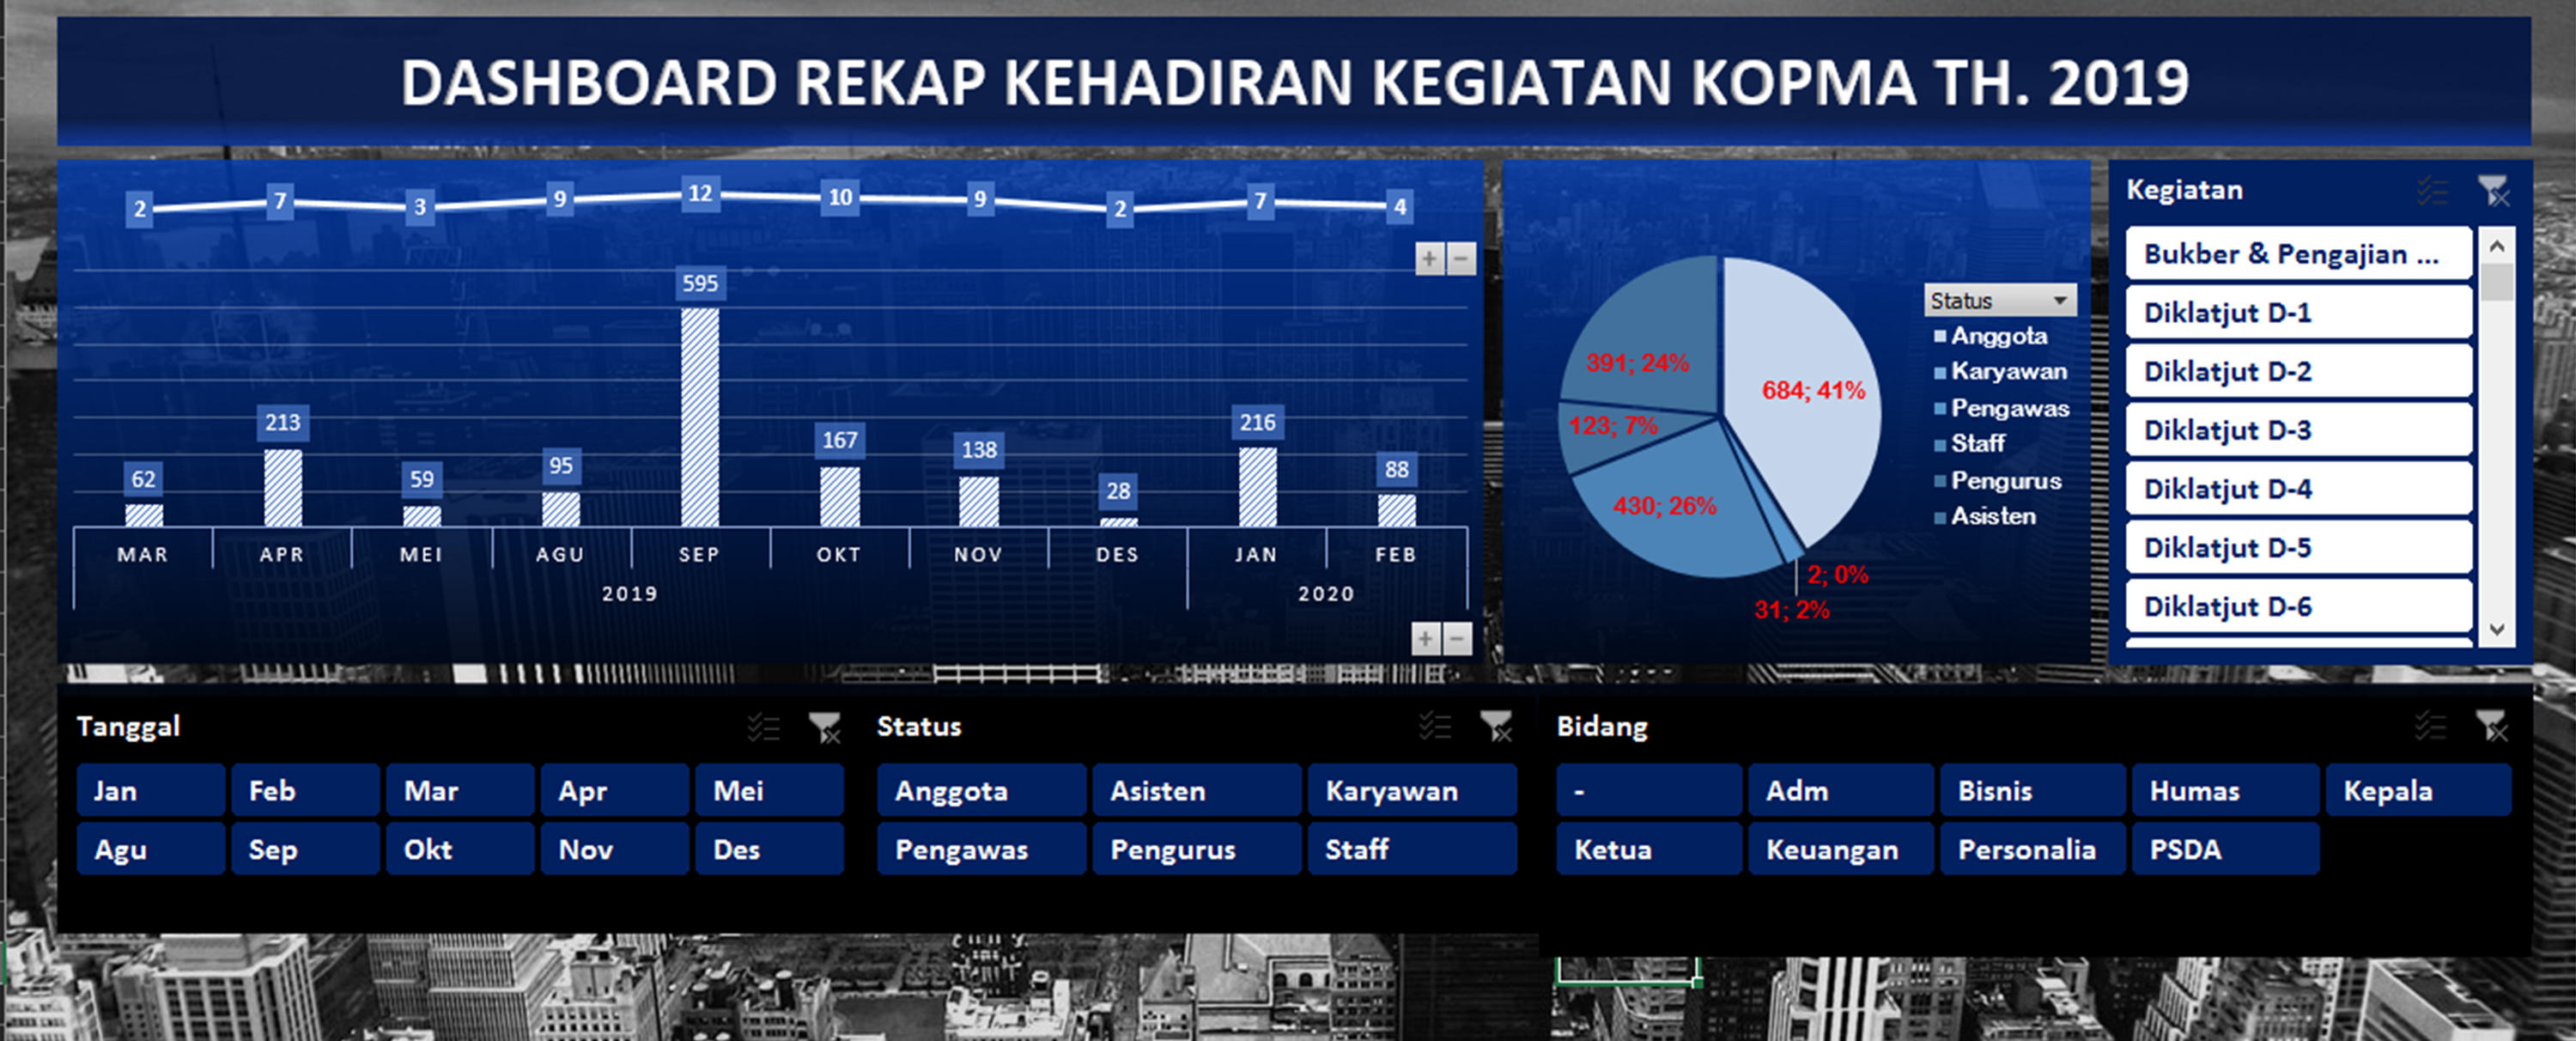 DASHBOARD REKAP KEHADIRAN KEGIATAN KOPMA TH. 2019
2 7 3 9 12 10 9 2 7 4
+ −
62 213 59 95 595 167 138 28 216 88
MAR APR MEI AGU SEP OKT NOV DES JAN FEB
2019 2020
+ −
684; 41%
2; 0%
31; 2%
430; 26%
123; 7%
391; 24%
Status
Anggota
Karyawan
Pengawas
Staff
Pengurus
Asisten
Kegiatan
Bukber & Pengajian ...
Diklatjut D-1
Diklatjut D-2
Diklatjut D-3
Diklatjut D-4
Diklatjut D-5
Diklatjut D-6
Tanggal
Jan Feb Mar Apr Mei
Agu Sep Okt Nov Des
Status
Anggota Asisten Karyawan
Pengawas Pengurus Staff
Bidang
- Adm Bisnis Humas Kepala
Ketua Keuangan Personalia PSDA